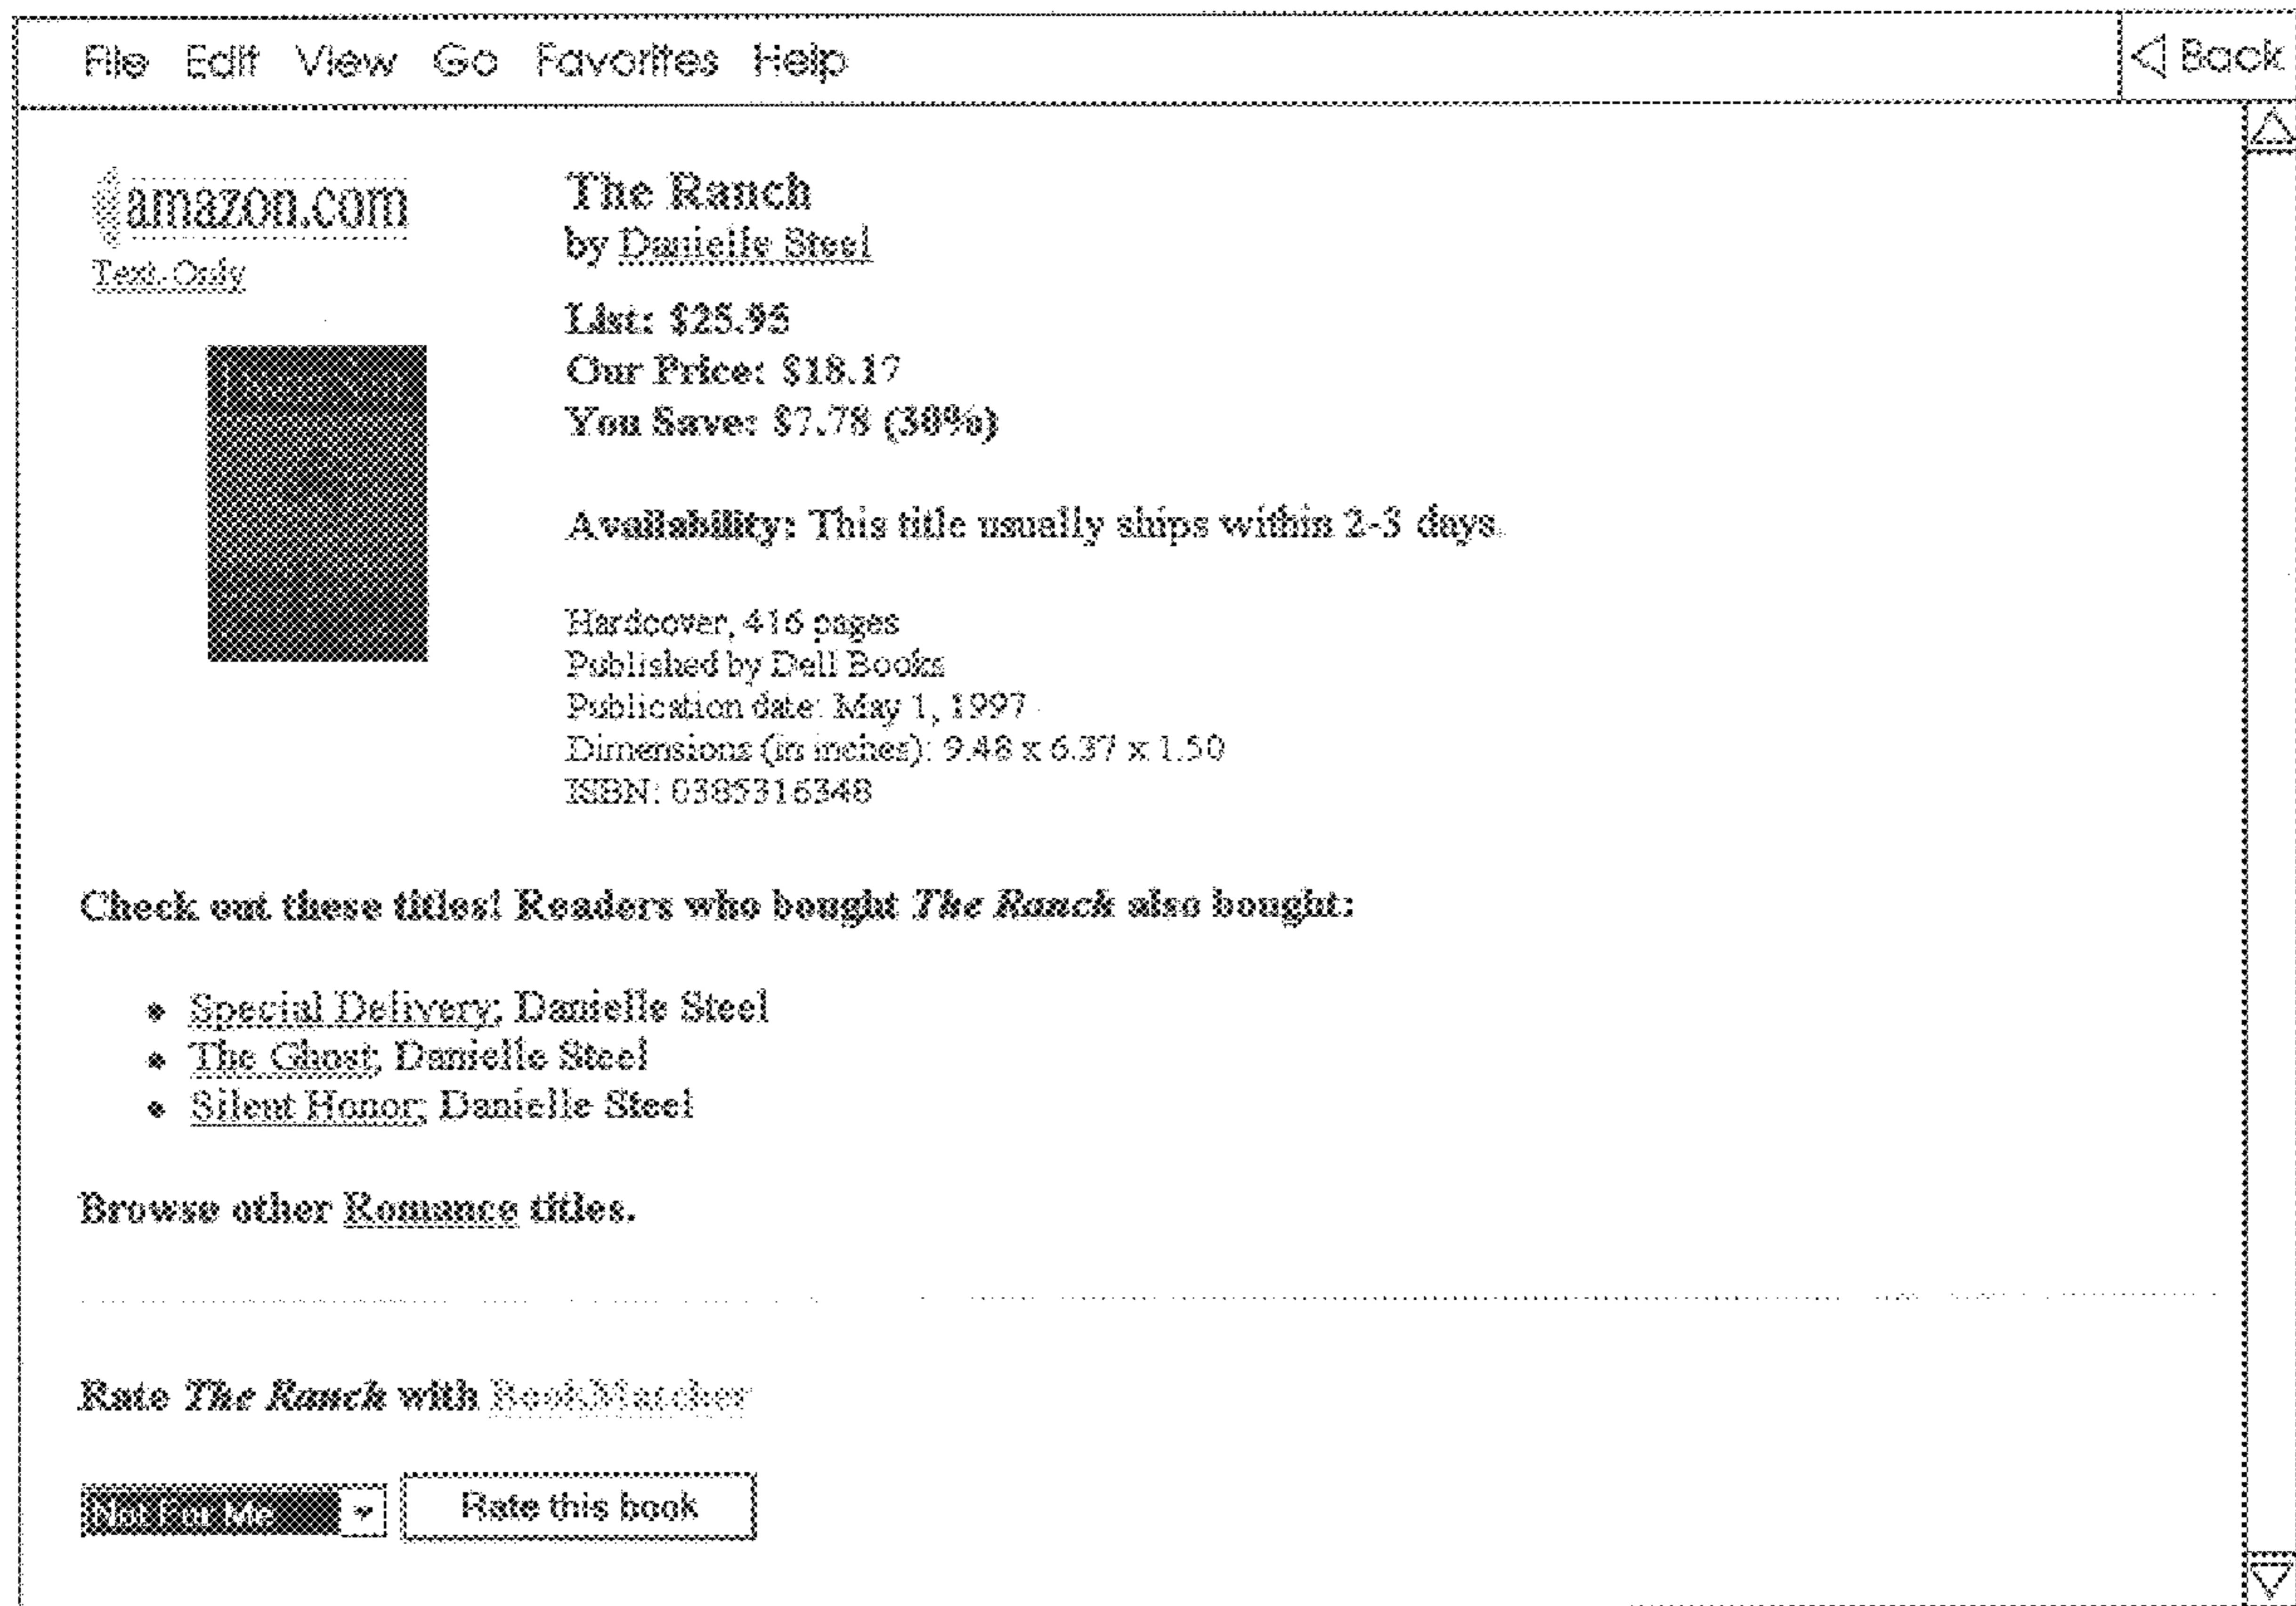 File Edit View Go Favorites Help
Back
amazon.com
Text Only
The Ranch
by Danielle Steel
List: $25.95
Our Price: $18.17
You Save: $7.78 (30%)
Availability: This title usually ships within 2-3 days.
Hardcover, 416 pages
Published by Dell Books
Publication date: May 1, 1997
Dimensions (in inches): 9.48 x 6.37 x 1.50
ISBN: 0385316348
Check out these titles! Readers who bought The Ranch also bought:
• Special Delivery; Danielle Steel
• The Ghost; Danielle Steel
• Silent Honor; Danielle Steel
Browse other Romance titles.
Rate The Ranch with BookMatcher
Not For Me
Rate this book